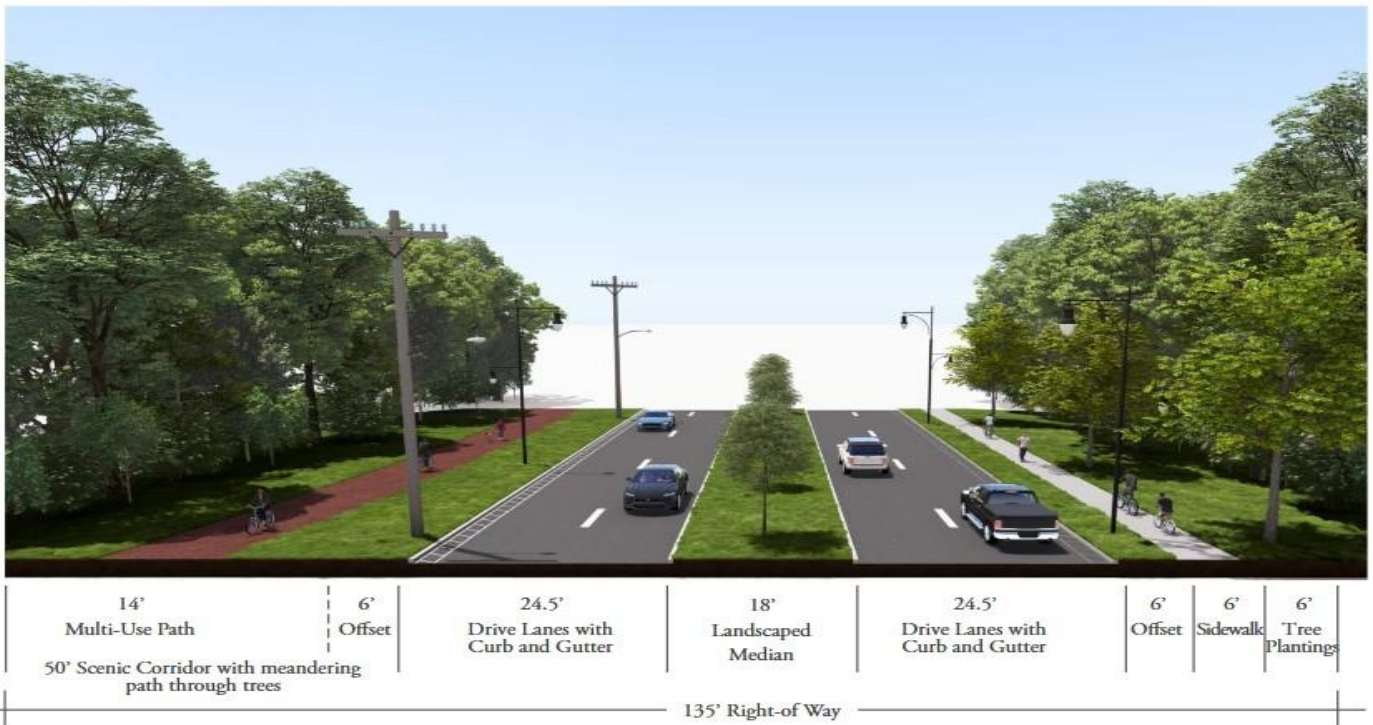 14’
Multi-Use Path
6’
Offset
50’ Scenic Corridor with meandering
path through trees
24.5’
Drive Lanes with
Curb and Gutter
18’
Landscaped
Median
24.5’
Drive Lanes with
Curb and Gutter
6’
Offset
6’
Sidewalk
6’
Tree
Plantings
135’ Right-of Way